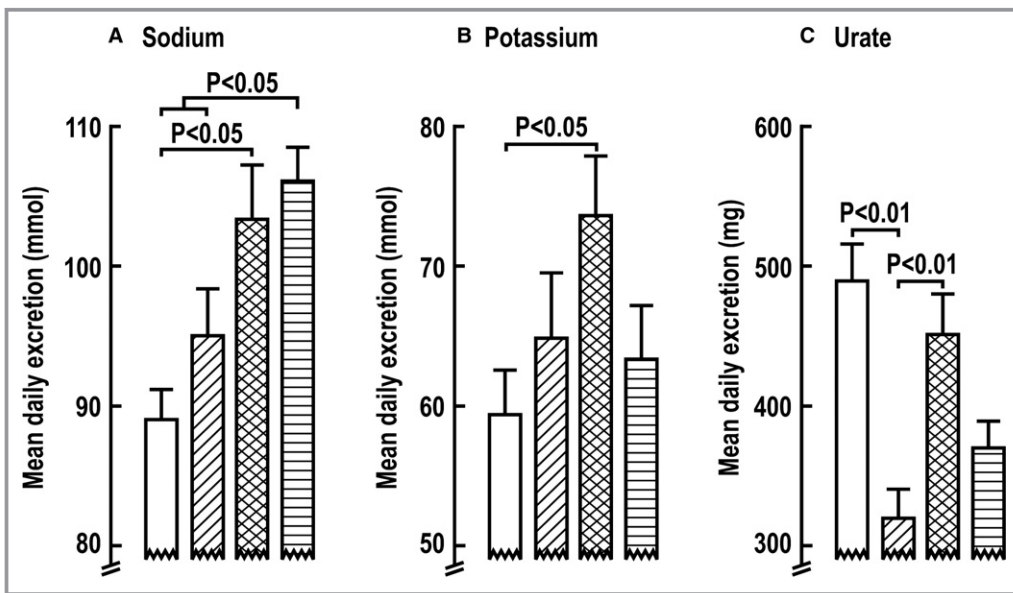 A Sodium
P<0.05
P<0.05
110
100
90
80
Mean daily excretion (mmol)
B Potassium
P<0.05
80
70
60
50
Mean daily excretion (mmol)
C Urate
P<0.01
P<0.01
600
500
400
300
Mean daily excretion (mg)